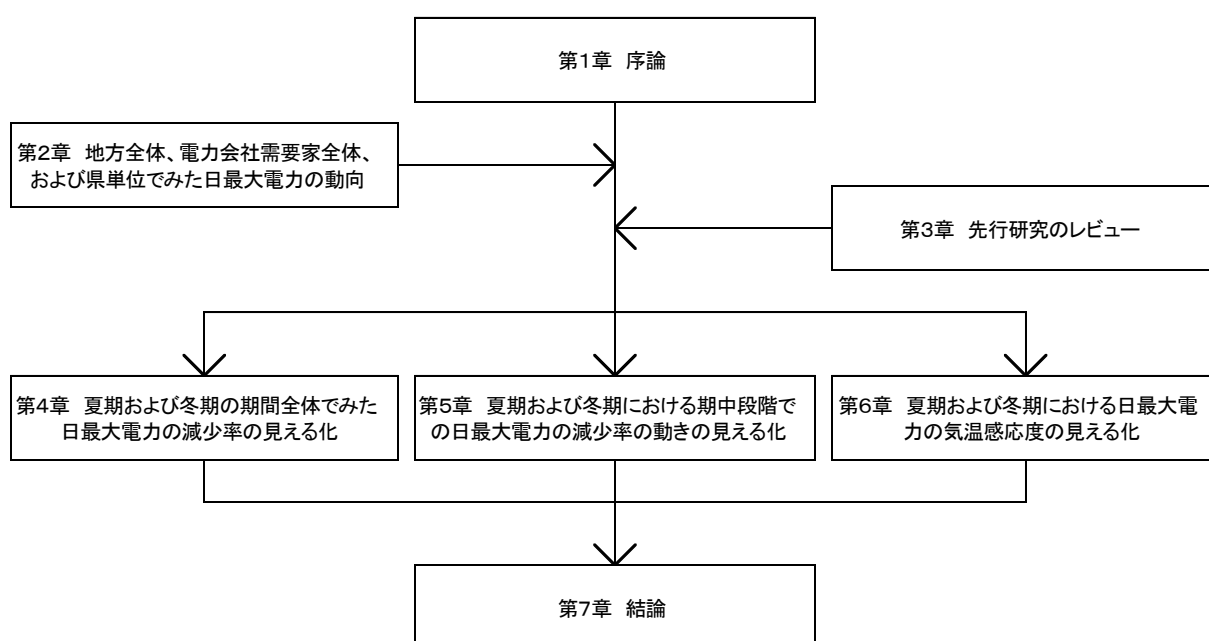 第1章 序論
第2章 地方全体、電力会社需要家全体、
および県単位でみた日最大電力の動向
第3章 先行研究のレビュー
第4章 夏期および冬期の期間全体でみた
日最大電力の減少率の見える化
第5章 夏期および冬期における期中段階で
の日最大電力の減少率の動きの見える化
第6章 夏期および冬期における日最大電
力の気温感応度の見える化
第7章 結論